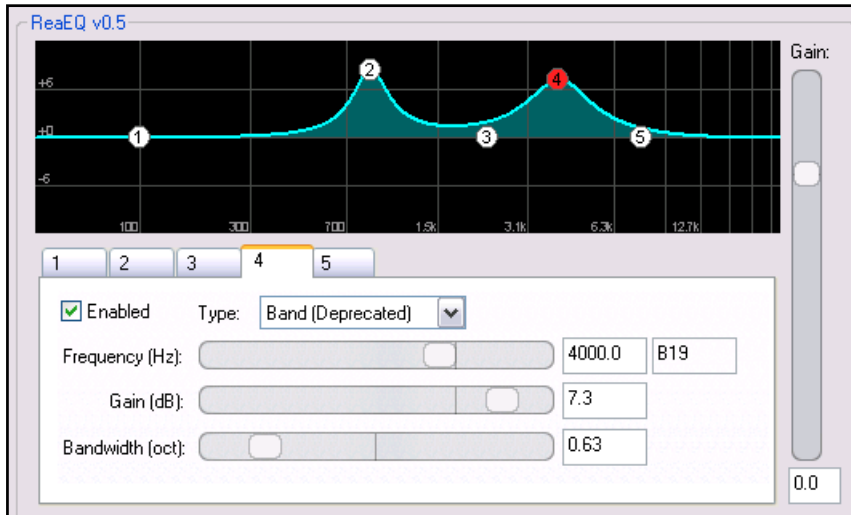 ReaEQ v0.5
Gain:
+6
+0
-6
1
2
3
4
5
100 300 700 1.5k 3.1k 6.3k 12.7k
1 2 3 4 5
Enabled Type: Band (Deprecated)
Frequency (Hz): 4000.0 B19
Gain (dB): 7.3
Bandwidth (oct): 0.63
0.0